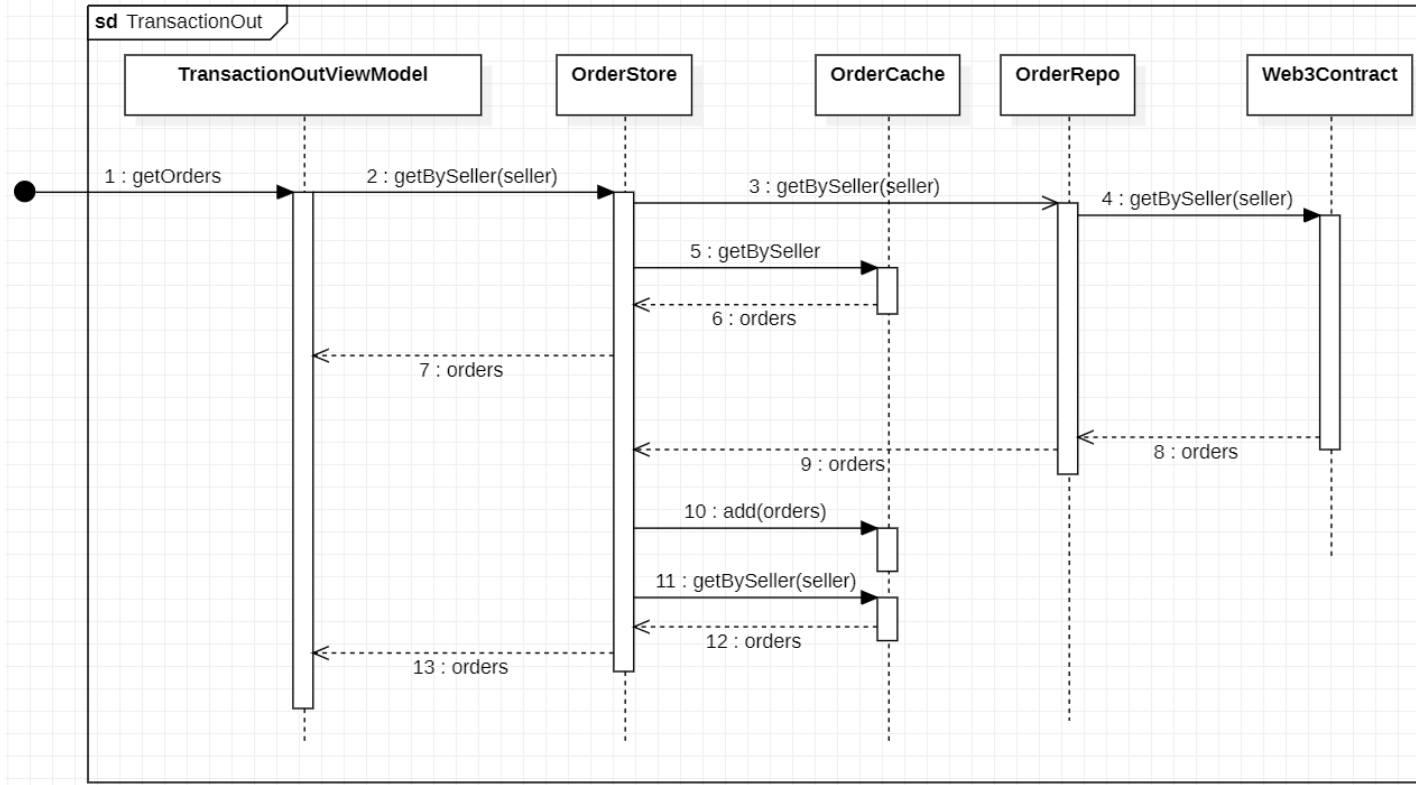 sd TransactionOut
TransactionOutViewModel
OrderStore
OrderCache
OrderRepo
Web3Contract
1 : getOrders
2 : getBySeller(seller)
3 : getBySeller(seller)
4 : getBySeller(seller)
5 : getBySeller
6 : orders
7 : orders
8 : orders
9 : orders
10 : add(orders)
11 : getBySeller(seller)
12 : orders
13 : orders